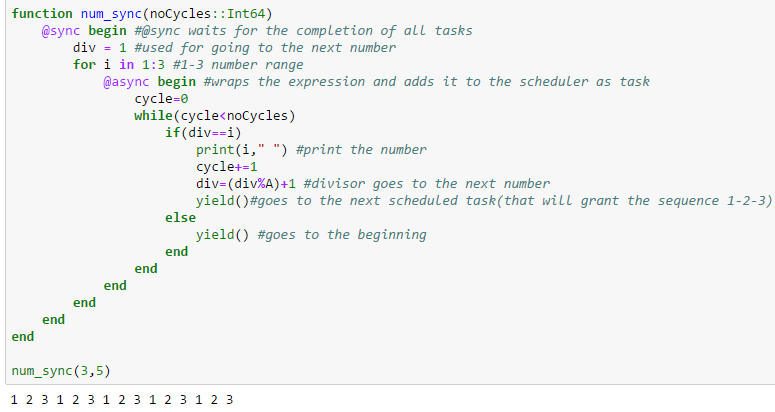 function num_sync(noCycles::Int64)
    @sync begin #@sync waits for the completion of all tasks
        div = 1 #used for going to the next number
        for i in 1:3 #1-3 number range
            @async begin #wraps the expression and adds it to the scheduler as task
                cycle=0
                while(cycle<noCycles)
                    if(div==i)
                        print(i," ") #print the number
                        cycle+=1
                        div=(div%A)+1 #divisor goes to the next number
                        yield()#goes to the next scheduled task(that will grant the sequence 1-2-3)
                    else
                        yield() #goes to the beginning
                    end
                end
            end
        end
    end
end

num_sync(3,5)
1 2 3 1 2 3 1 2 3 1 2 3 1 2 3